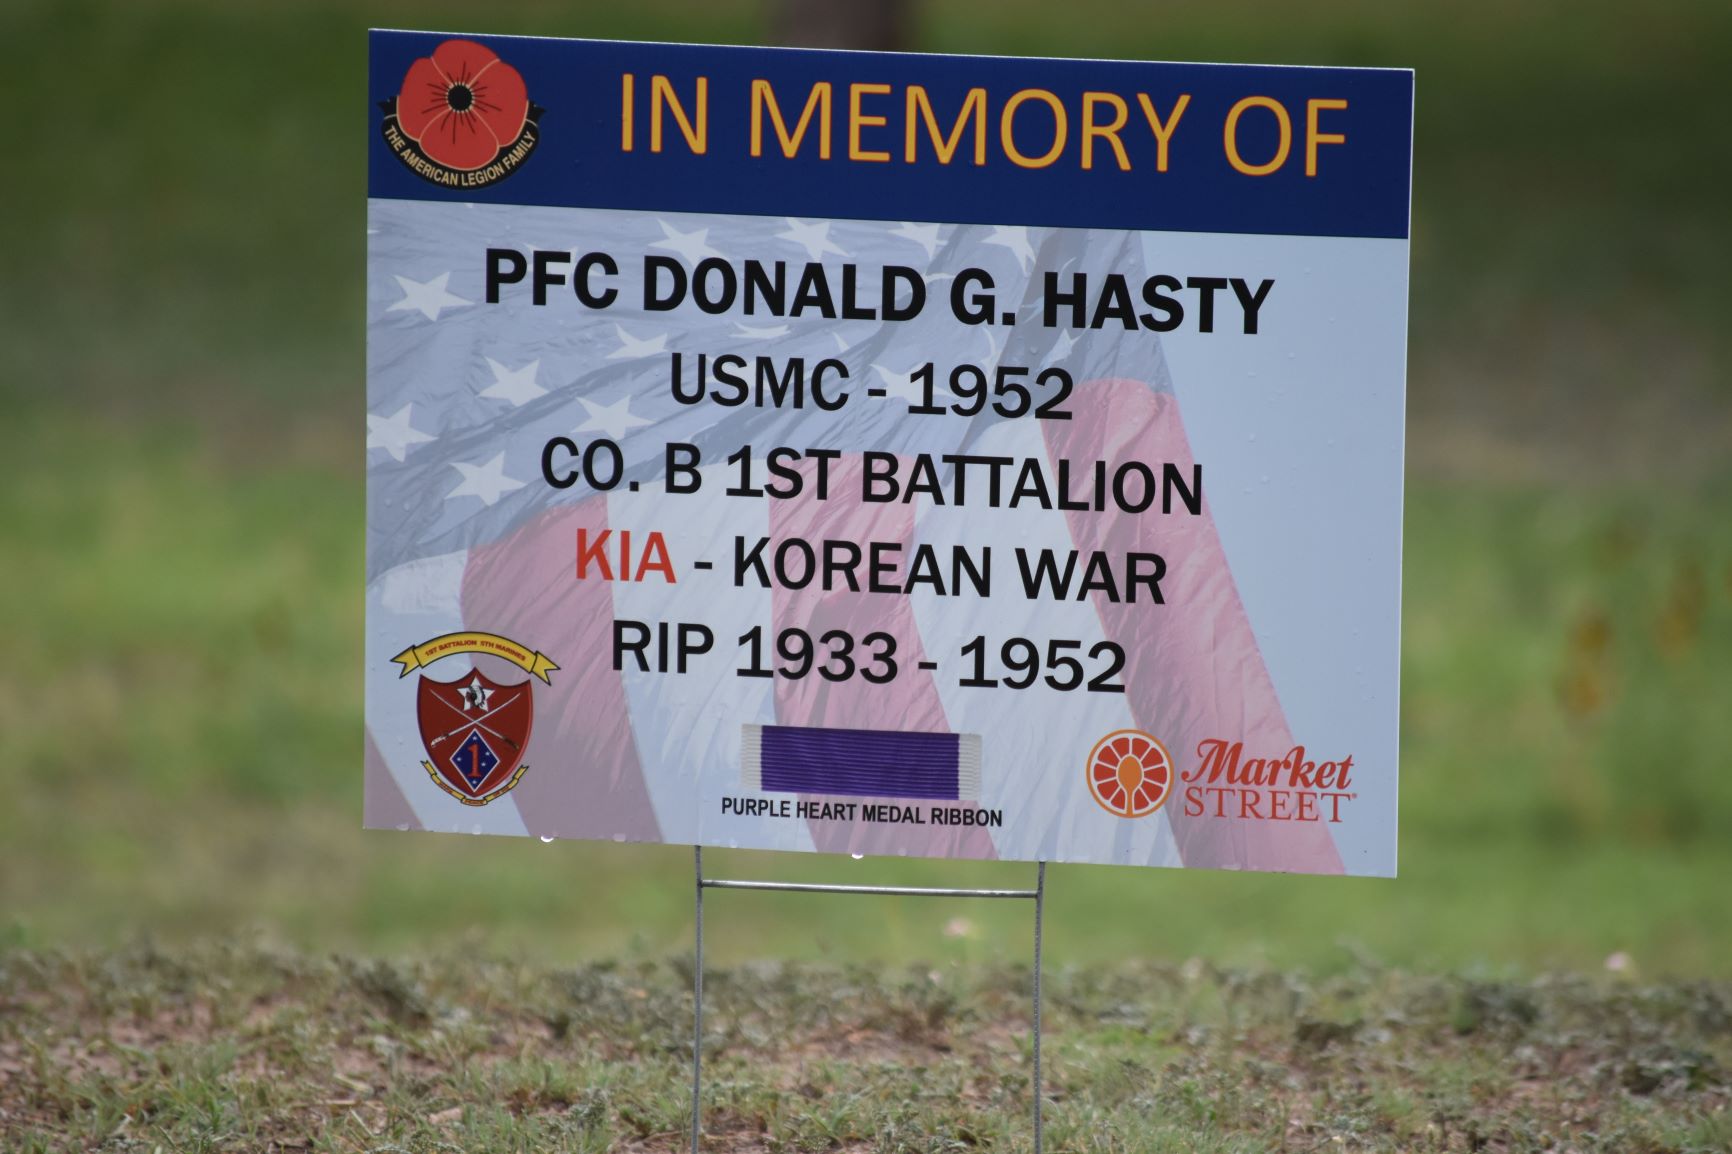 THE AMERICAN LEGION FAMILY
IN MEMORY OF
PFC DONALD G. HASTY
USMC - 1952
CO. B 1ST BATTALION
KIA - KOREAN WAR
RIP 1933 - 1952
1ST BATTALION 5TH MARINES
1
PURPLE HEART MEDAL RIBBON
Market
STREET